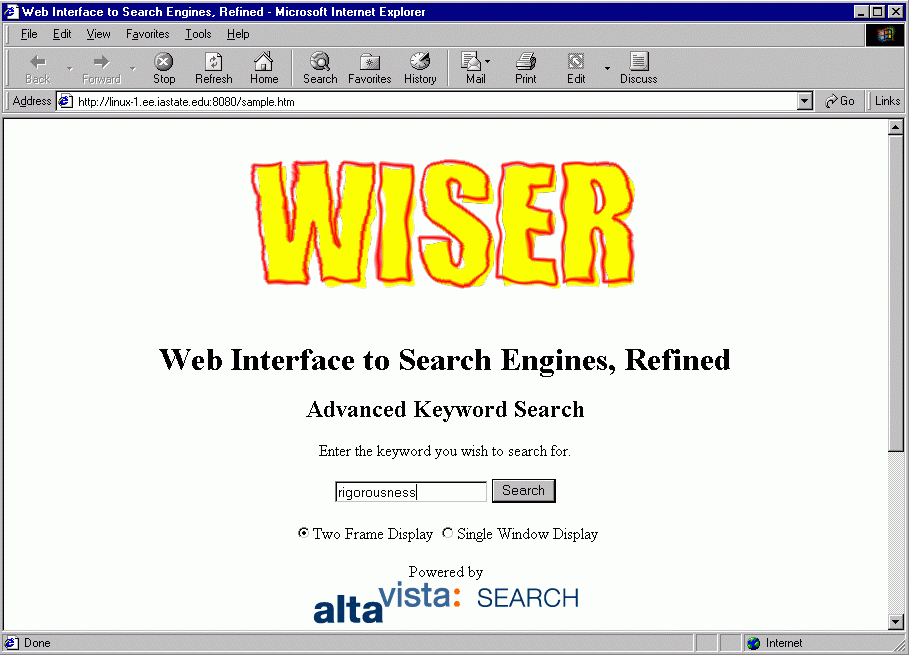 Web Interface to Search Engines, Refined - Microsoft Internet Explorer
File Edit View Favorites Tools Help
Back Forward Stop Refresh Home Search Favorites History Mail Print Edit Discuss
Address http://linux-1.ee.iastate.edu:8080/sample.htm Go Links
WISER
Web Interface to Search Engines, Refined
Advanced Keyword Search
Enter the keyword you wish to search for.
rigorousness Search
Two Frame Display Single Window Display
Powered by
altavista: SEARCH
Done Internet